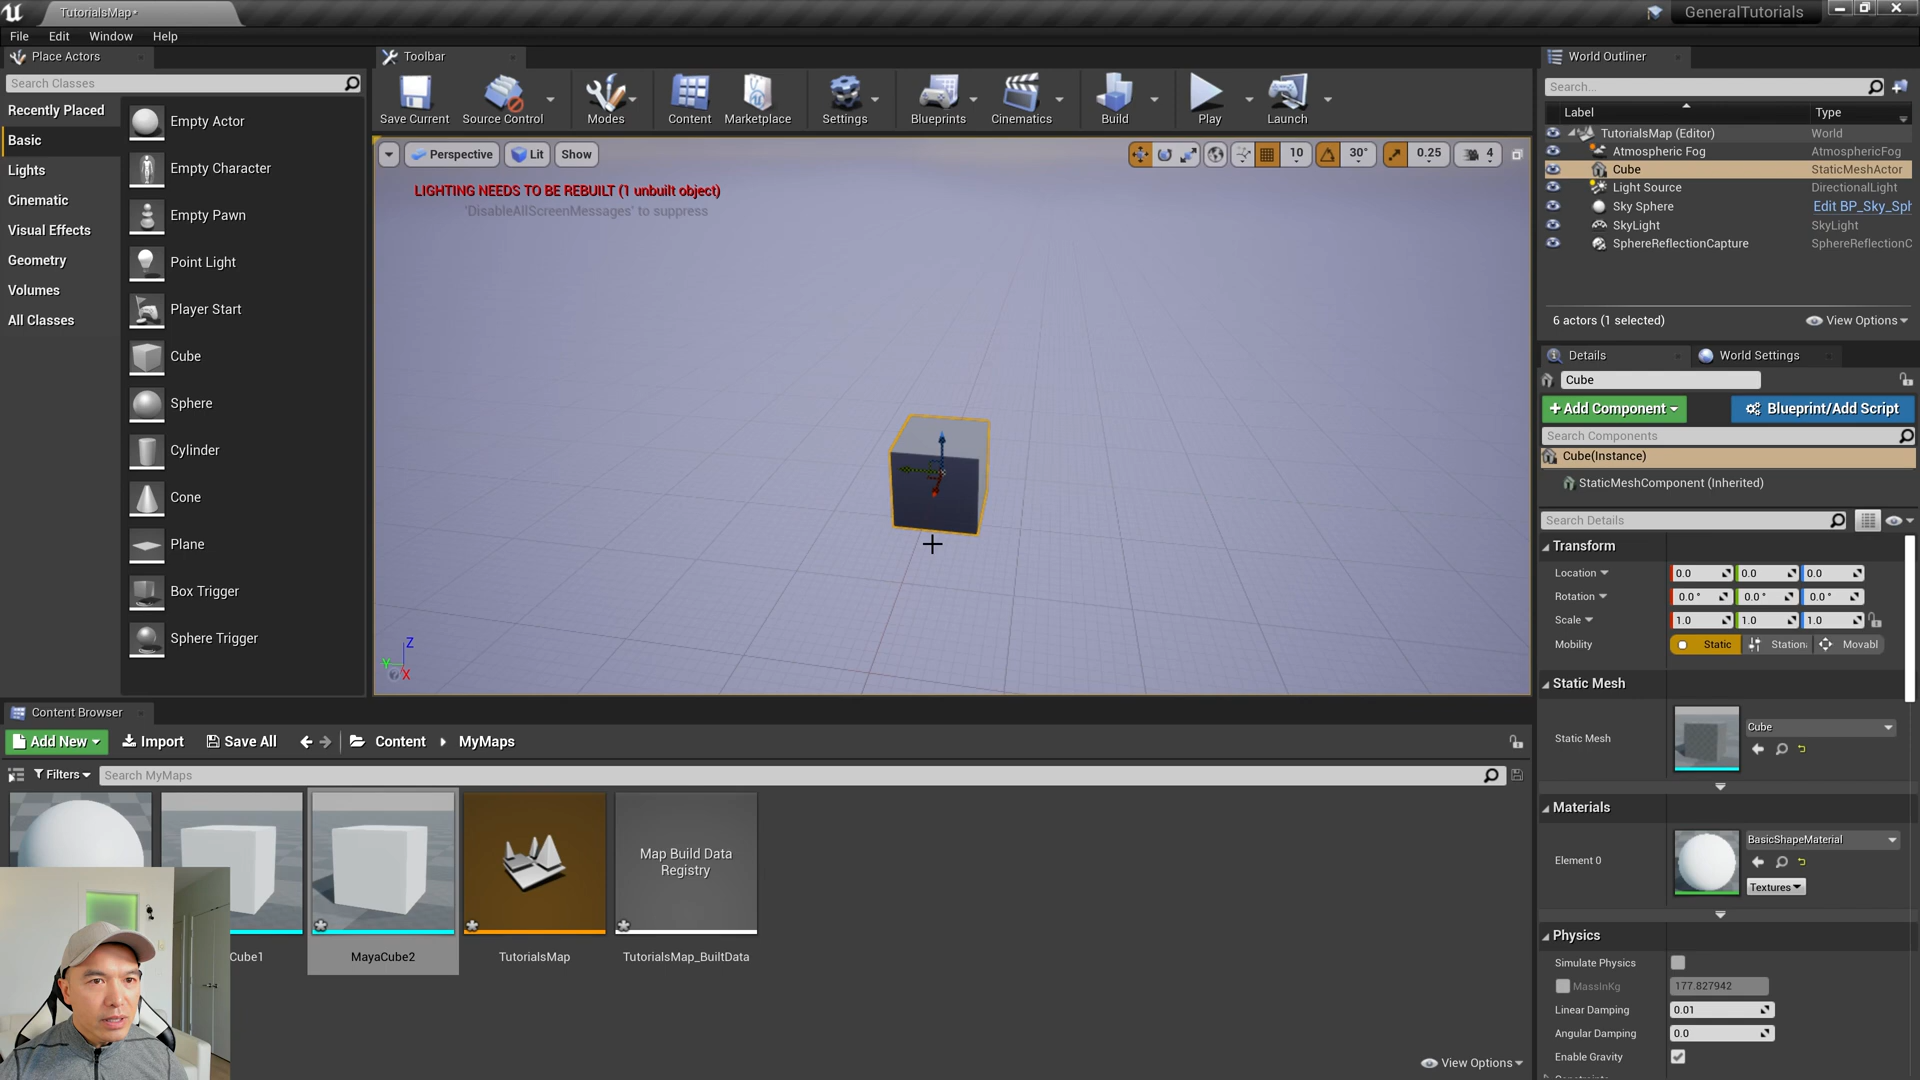 TutorialsMap*
GeneralTutorials
File Edit Window Help
Place Actors
Search Classes
Recently Placed
Basic
Lights
Cinematic
Visual Effects
Geometry
Volumes
All Classes
Empty Actor
Empty Character
Empty Pawn
Point Light
Player Start
Cube
Sphere
Cylinder
Cone
Plane
Box Trigger
Sphere Trigger
Toolbar
Save Current Source Control Modes Content Marketplace Settings Blueprints Cinematics Build Play Launch
Perspective Lit Show 10 30° 0.25 4
LIGHTING NEEDS TO BE REBUILT (1 unbuilt object)
'DisableAllScreenMessages' to suppress
Z
Y
X
World Outliner
Search...
Label Type
TutorialsMap (Editor) World
Atmospheric Fog AtmosphericFog
Cube StaticMeshActor
Light Source DirectionalLight
Sky Sphere Edit BP_Sky_Sph
SkyLight SkyLight
SphereReflectionCapture SphereReflectionC
6 actors (1 selected) View Options
Details World Settings
Cube
+ Add Component Blueprint/Add Script
Search Components
Cube(Instance)
StaticMeshComponent (Inherited)
Search Details
Transform
Location 0.0 0.0 0.0
Rotation 0.0° 0.0° 0.0°
Scale 1.0 1.0 1.0
Mobility Static Station Movabl
Static Mesh
Static Mesh Cube
Materials
Element 0 BasicShapeMaterial
Textures
Physics
Simulate Physics
MassInKg 177.827942
Linear Damping 0.01
Angular Damping 0.0
Enable Gravity
Content Browser
Add New Import Save All Content MyMaps
Filters Search MyMaps
Map Build Data
Registry
Cube1 MayaCube2 TutorialsMap TutorialsMap_BuiltData
View Options